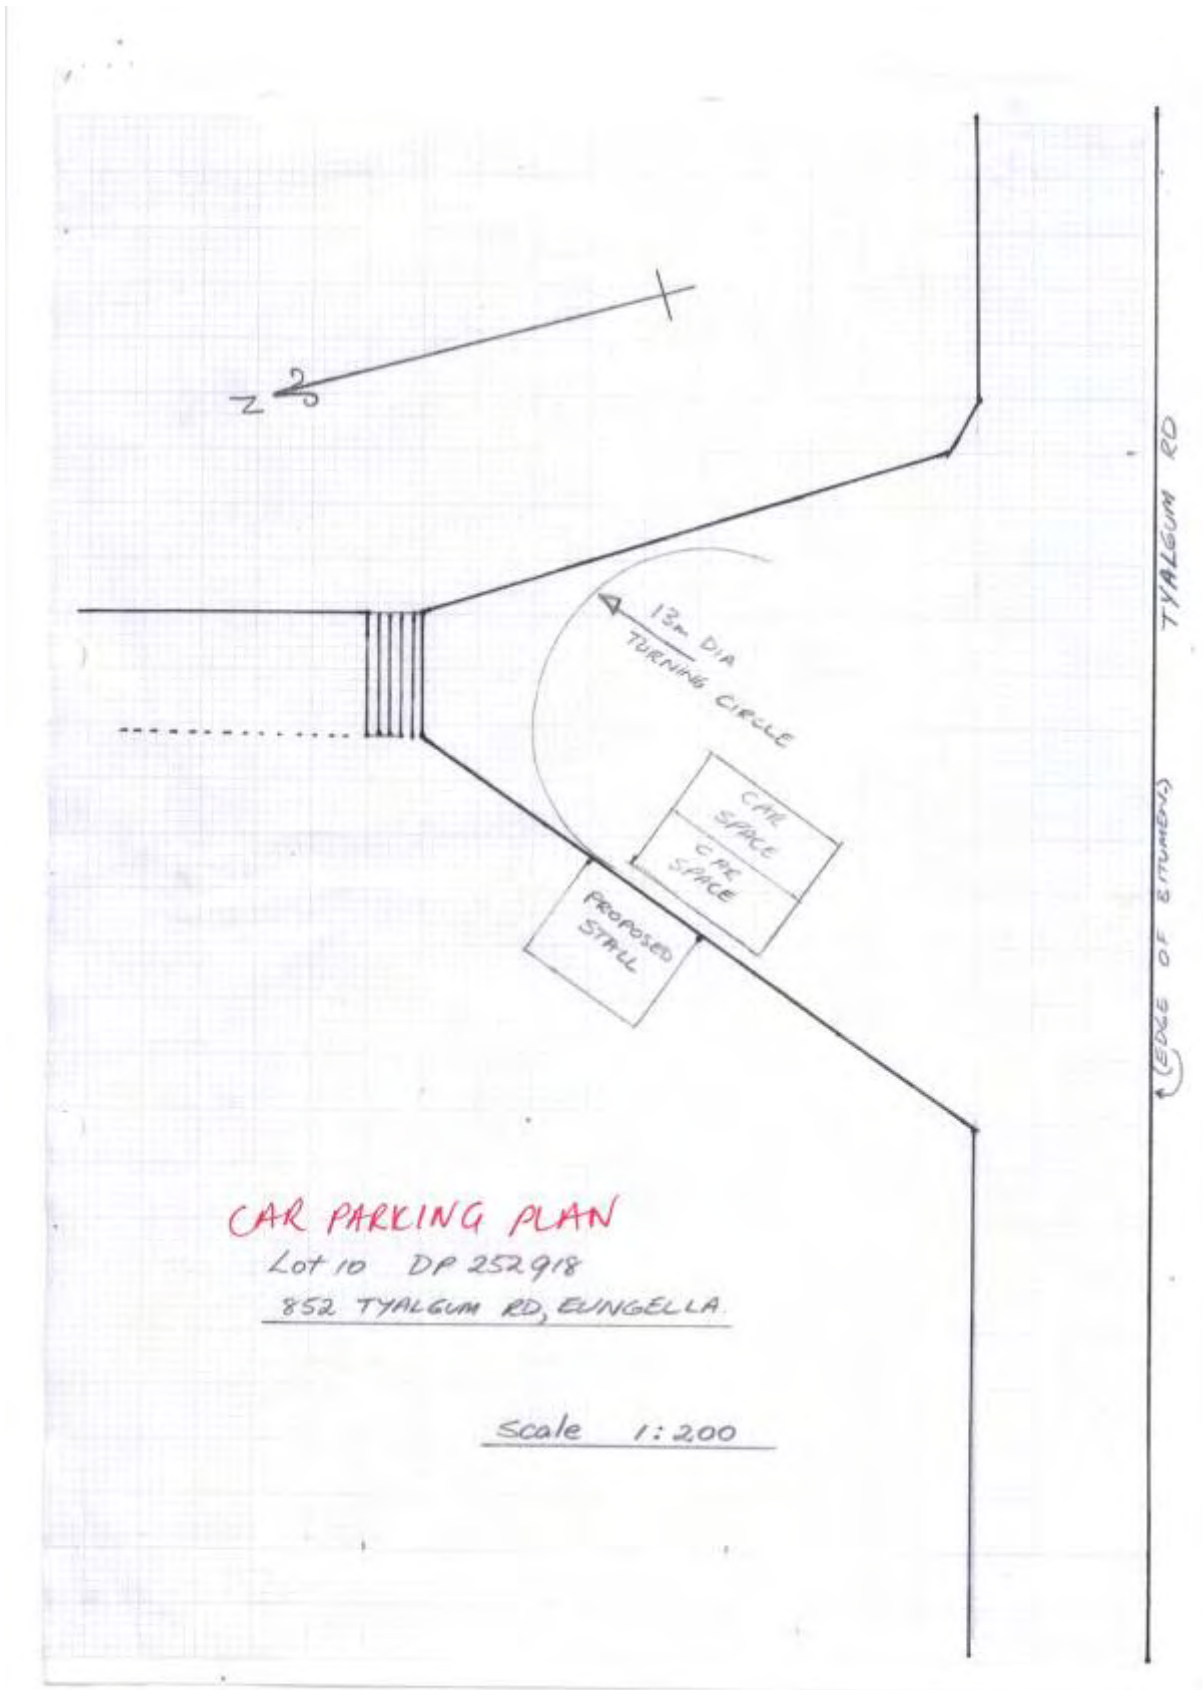 N
TYALGUM RD
13m DIA
TURNING CIRCLE
CAR
SPACE
CAR
SPACE
PROPOSED
STALL
(EDGE OF BITUMEN)
CAR PARKING PLAN
Lot 10 DP 252918
852 TYALGUM RD, EUNGELLA.
Scale 1:200